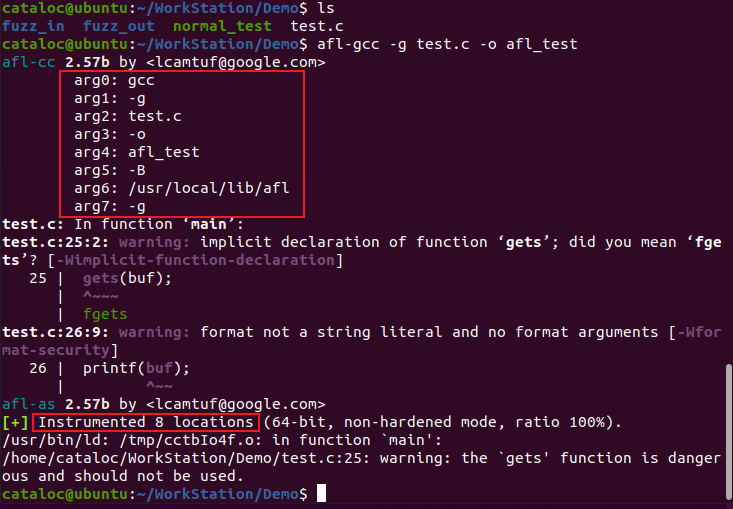 cataloc@ubuntu:~/WorkStation/Demo$ ls
fuzz_in  fuzz_out  normal_test  test.c
cataloc@ubuntu:~/WorkStation/Demo$ afl-gcc -g test.c -o afl_test
afl-cc 2.57b by <lcamtuf@google.com>
        arg0: gcc
        arg1: -g
        arg2: test.c
        arg3: -o
        arg4: afl_test
        arg5: -B
        arg6: /usr/local/lib/afl
        arg7: -g
test.c: In function ‘main’:
test.c:25:2: warning: implicit declaration of function ‘gets’; did you mean ‘fge
ts’? [-Wimplicit-function-declaration]
   25 |  gets(buf);
      |  ^~~~
      |  fgets
test.c:26:9: warning: format not a string literal and no format arguments [-Wfor
mat-security]
   26 |  printf(buf);
      |         ^~~
afl-as 2.57b by <lcamtuf@google.com>
[+] Instrumented 8 locations (64-bit, non-hardened mode, ratio 100%).
/usr/bin/ld: /tmp/cctbIo4f.o: in function `main':
/home/cataloc/WorkStation/Demo/test.c:25: warning: the `gets' function is danger
ous and should not be used.
cataloc@ubuntu:~/WorkStation/Demo$